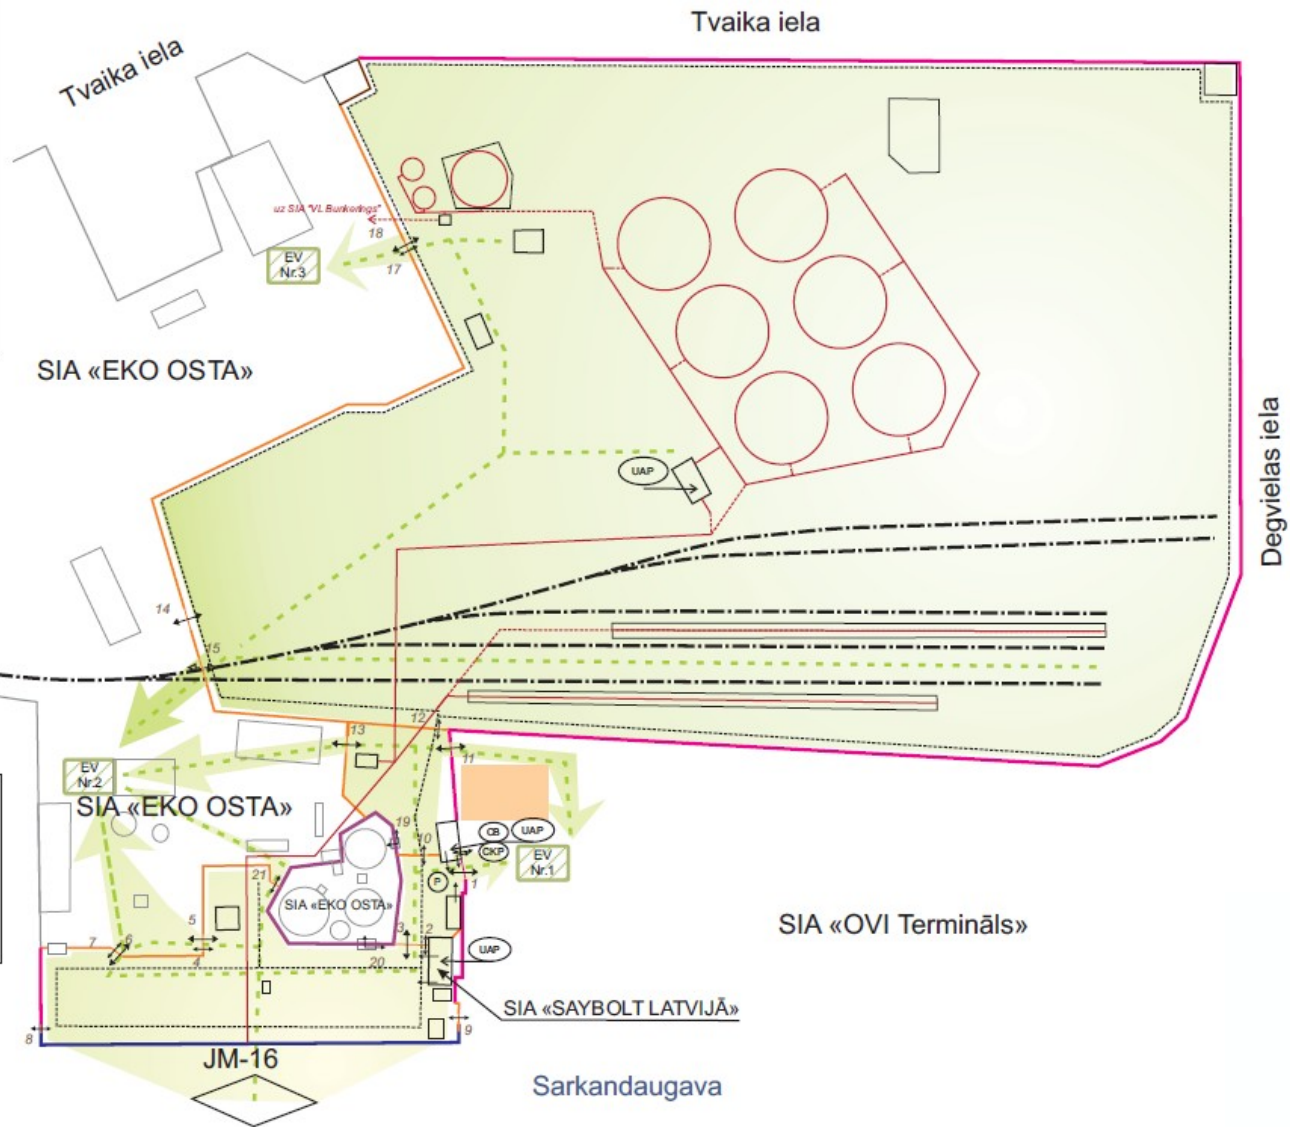 Tvaika iela
Tvaika iela
uz SIA "VL Bunkerings"
18
17
EV
Nr.3
SIA «EKO OSTA»
UAP
Degvielas iela
14
15
12
13
11
EV
Nr.2
SIA «EKO OSTA»
19
10
CB
UAP
CKP
EV
Nr.1
1
P
21
SIA «EKO OSTA»
5
3
2
7
6
4
20
UAP
SIA «OVI Termināls»
SIA «SAYBOLT LATVIJĀ»
8
9
JM-16
Sarkandaugava